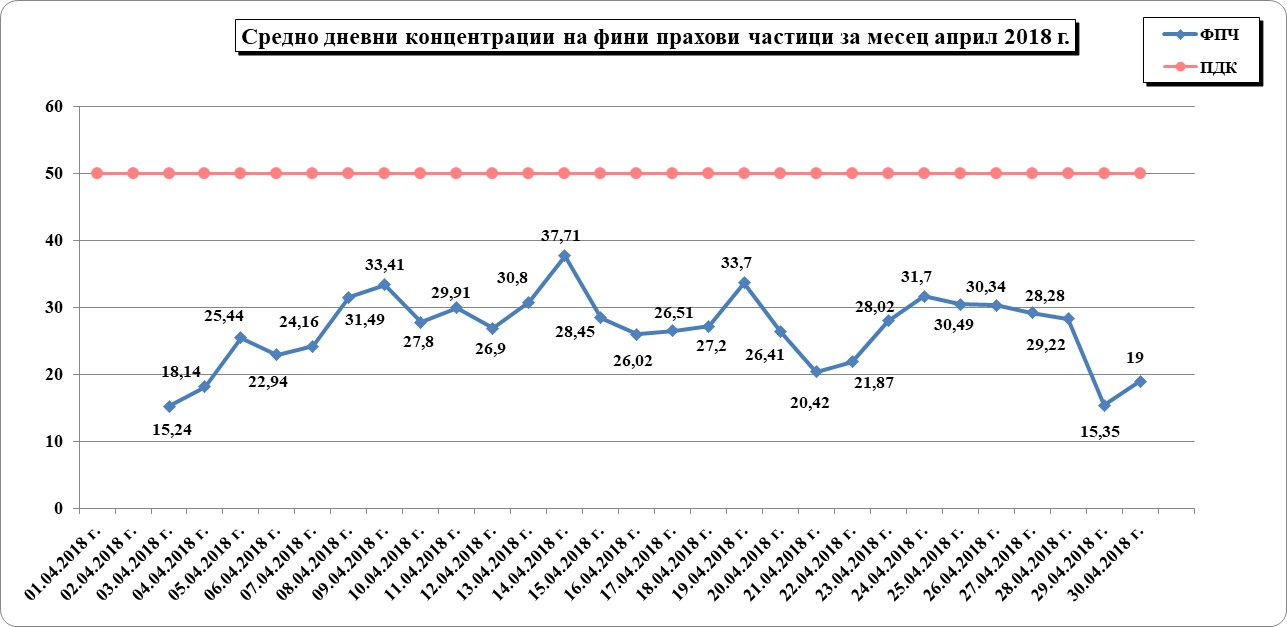 Средно дневни концентрации на фини прахови частици за месец април 2018 г.
ФПЧ
ПДК
60
50
40
30
20
10
0
15,24
18,14
25,44
22,94
24,16
31,49
33,41
27,8
29,91
26,9
30,8
37,71
28,45
26,02
26,51
27,2
33,7
26,41
20,42
21,87
28,02
31,7
30,49
30,34
29,22
28,28
15,35
19
01.04.2018 г.
02.04.2018 г.
03.04.2018 г.
04.04.2018 г.
05.04.2018 г.
06.04.2018 г.
07.04.2018 г.
08.04.2018 г.
09.04.2018 г.
10.04.2018 г.
11.04.2018 г.
12.04.2018 г.
13.04.2018 г.
14.04.2018 г.
15.04.2018 г.
16.04.2018 г.
17.04.2018 г.
18.04.2018 г.
19.04.2018 г.
20.04.2018 г.
21.04.2018 г.
22.04.2018 г.
23.04.2018 г.
24.04.2018 г.
25.04.2018 г.
26.04.2018 г.
27.04.2018 г.
28.04.2018 г.
29.04.2018 г.
30.04.2018 г.